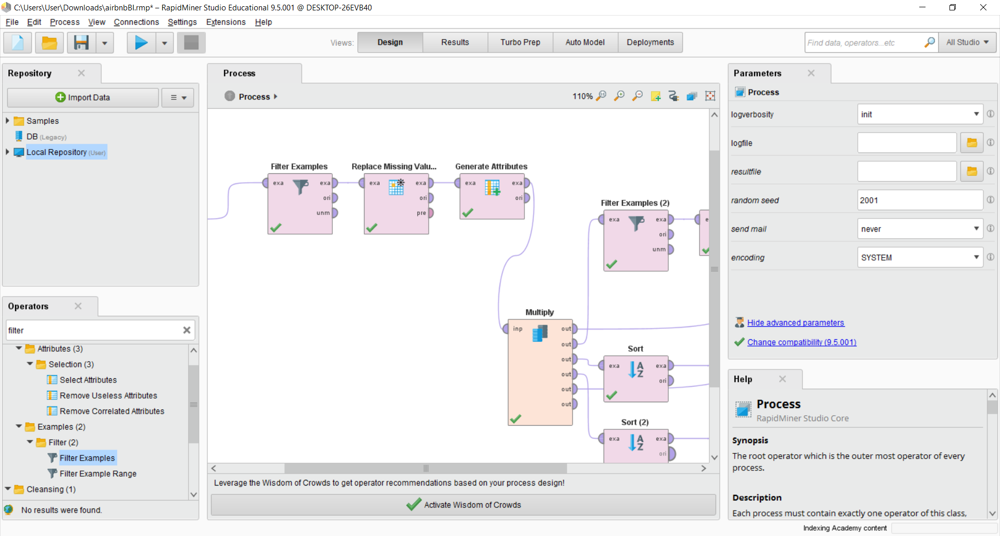 C:\Users\User\Downloads\airbnbBI.rmp* – RapidMiner Studio Educational 9.5.001 @ DESKTOP-26EVB40
File Edit Process View Connections Settings Extensions Help
Views: Design Results Turbo Prep Auto Model Deployments
Find data, operators...etc All Studio
Repository
Import Data
Samples
DB (Legacy)
Local Repository (User)
Operators
filter
Attributes (3)
Selection (3)
Select Attributes
Remove Useless Attributes
Remove Correlated Attributes
Examples (2)
Filter (2)
Filter Examples
Filter Example Range
Cleansing (1)
No results were found.
Process
Process
110%
Filter Examples
exa exa
ori
unm
Replace Missing Valu...
exa exa
ori
pre
Generate Attributes
exa exa
ori
Filter Examples (2)
exa exa
ori
unm
e
Multiply
inp out
out
out
out
out
out
Sort
exa exa
ori
Sort (2)
exa exa
ori
Leverage the Wisdom of Crowds to get operator recommendations based on your process design!
Activate Wisdom of Crowds
Parameters
Process
logverbosity init
logfile
resultfile
random seed 2001
send mail never
encoding SYSTEM
Hide advanced parameters
Change compatibility (9.5.001)
Help
Process
RapidMiner Studio Core
Synopsis
The root operator which is the outer most operator of every
process.
Description
Each process must contain exactly one operator of this class,
Indexing Academy content